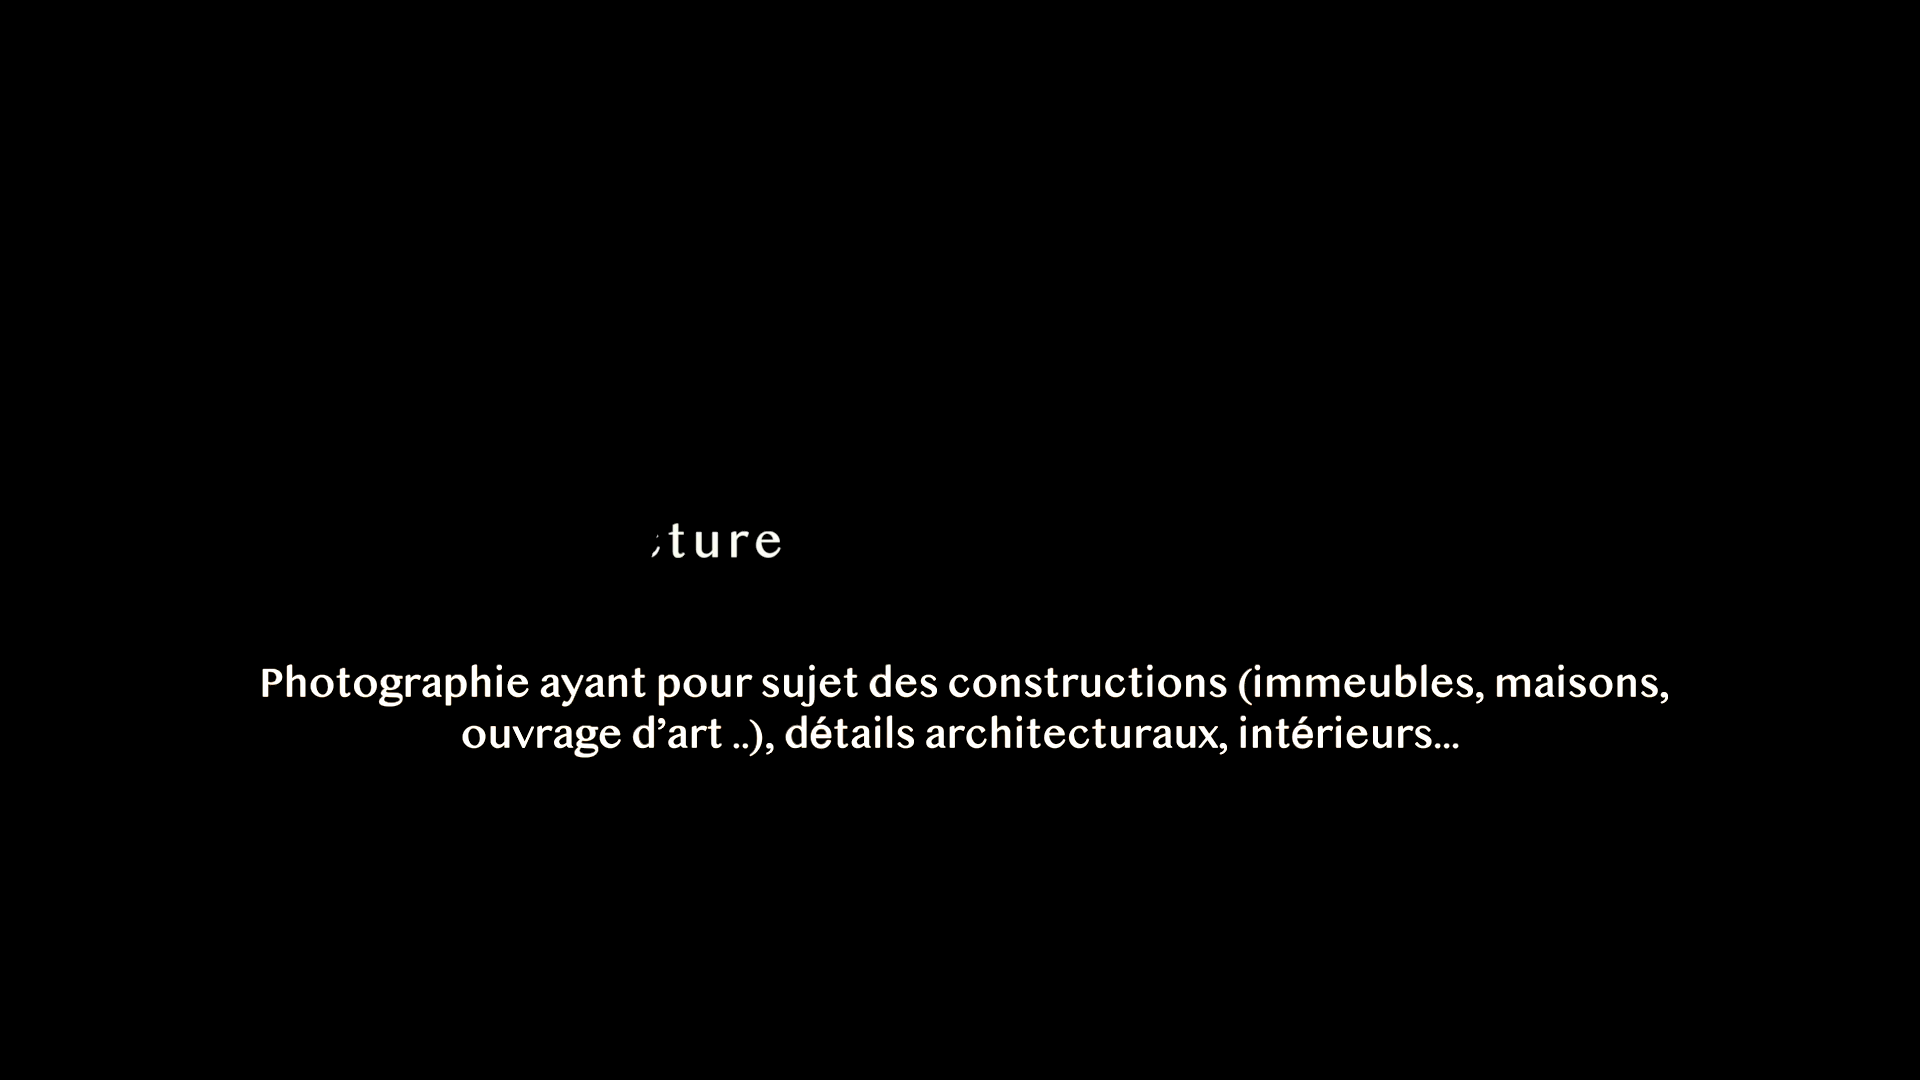 ture
Photographie ayant pour sujet des constructions (immeubles, maisons,
ouvrage d’art ..), détails architecturaux, intérieurs...